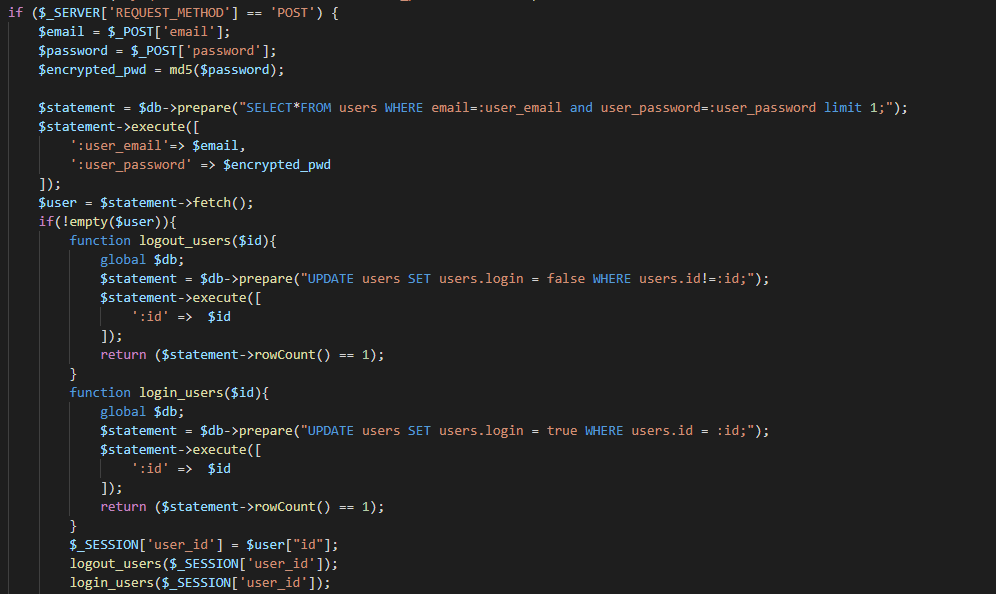 if ($_SERVER['REQUEST_METHOD'] == 'POST') {
    $email = $_POST['email'];
    $password = $_POST['password'];
    $encrypted_pwd = md5($password);

    $statement = $db->prepare("SELECT*FROM users WHERE email=:user_email and user_password=:user_password limit 1;");
    $statement->execute([
        ':user_email'=> $email,
        ':user_password' => $encrypted_pwd
    ]);
    $user = $statement->fetch();
    if(!empty($user)){
        function logout_users($id){
            global $db;
            $statement = $db->prepare("UPDATE users SET users.login = false WHERE users.id!=:id;");
            $statement->execute([
                ':id' =>  $id
            ]);
            return ($statement->rowCount() == 1);
        }
        function login_users($id){
            global $db;
            $statement = $db->prepare("UPDATE users SET users.login = true WHERE users.id = :id;");
            $statement->execute([
                ':id' =>  $id
            ]);
            return ($statement->rowCount() == 1);
        }
        $_SESSION['user_id'] = $user["id"];
        logout_users($_SESSION['user_id']);
        login_users($_SESSION['user_id']);